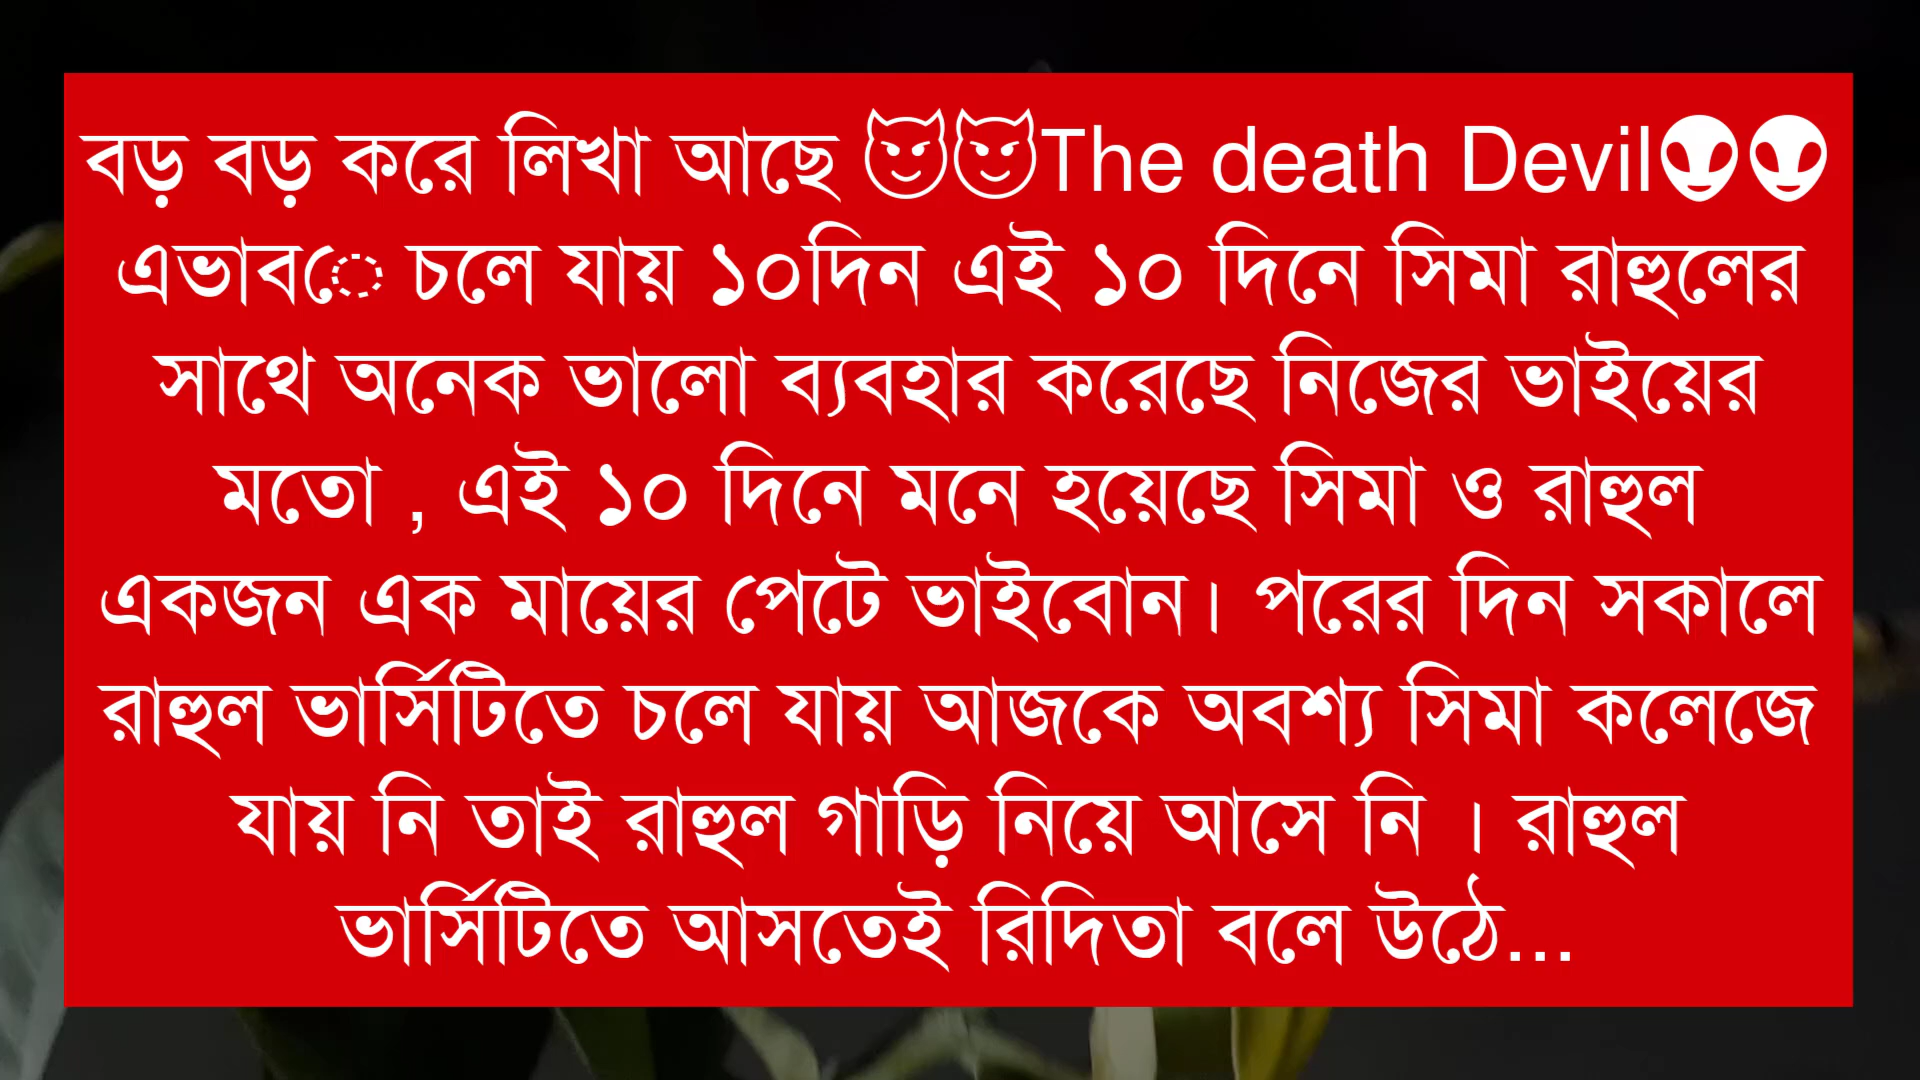 বড় বড় করে লিখা আছে 😈😈The death Devil👽👽
এভাবে চলে যায় ১০দিন এই ১০ দিনে সিমা রাহুলের
সাথে অনেক ভালো ব্যবহার করেছে নিজের ভাইয়ের
মতো , এই ১০ দিনে মনে হয়েছে সিমা ও রাহুল
একজন এক মায়ের পেটে ভাইবোন। পরের দিন সকালে
রাহুল ভার্সিটিতে চলে যায় আজকে অবশ্য সিমা কলেজে
যায় নি তাই রাহুল গাড়ি নিয়ে আসে নি । রাহুল
ভার্সিটিতে আসতেই রিদিতা বলে উঠে...